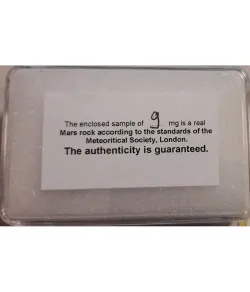 The enclosed sample of 9 mg is a real
Mars rock according to the standards of the
Meteoritical Society, London.
The authenticity is guaranteed.